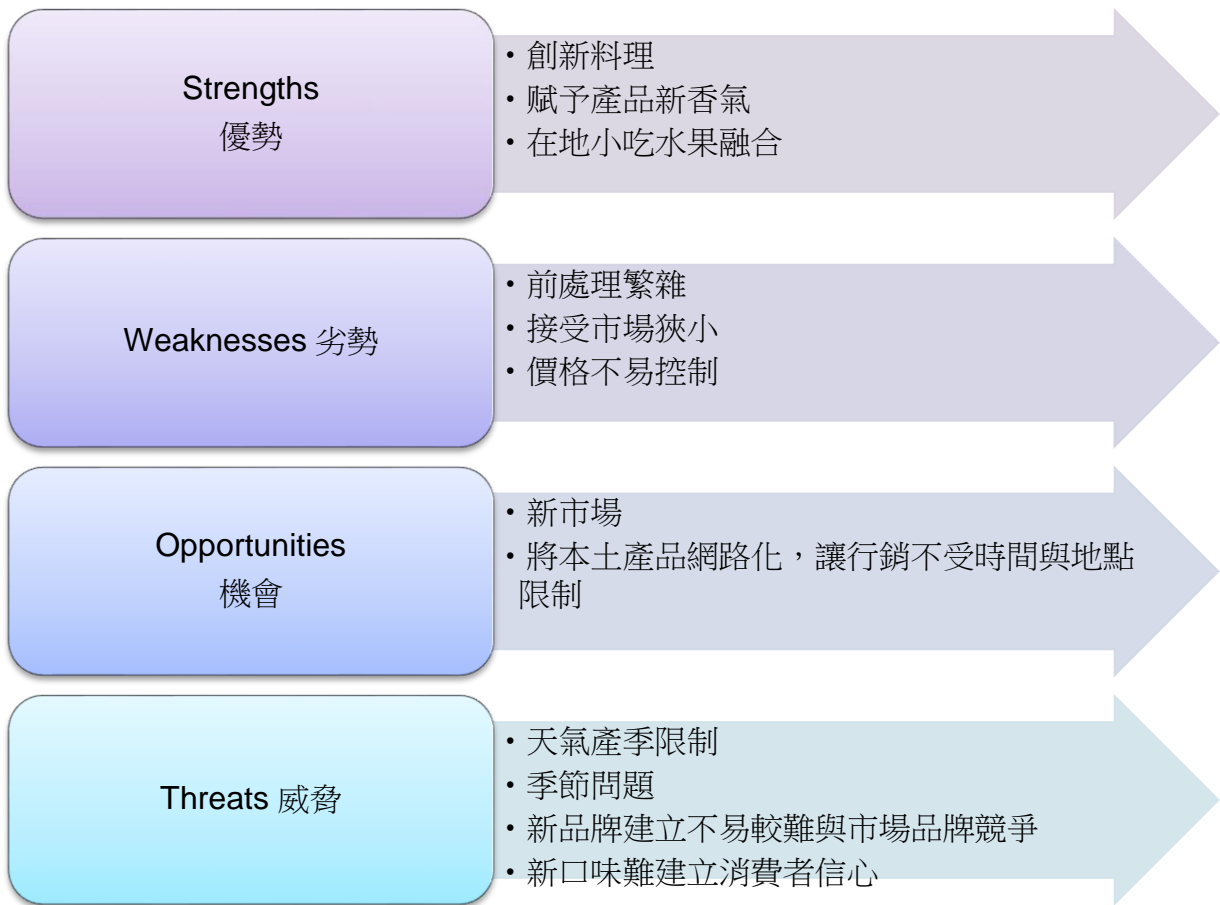 Strengths
優勢
・創新料理
・赋予產品新香氣
・在地小吃水果融合
Weaknesses 劣勢
・前處理繁雜
・接受市場狹小
・價格不易控制
Opportunities
機會
・新市場
・將本土產品網路化，讓行銷不受時間與地點
限制
Threats 威脅
・天氣產季限制
・季節問題
・新品牌建立不易較難與市場品牌競爭
・新口味難建立消費者信心